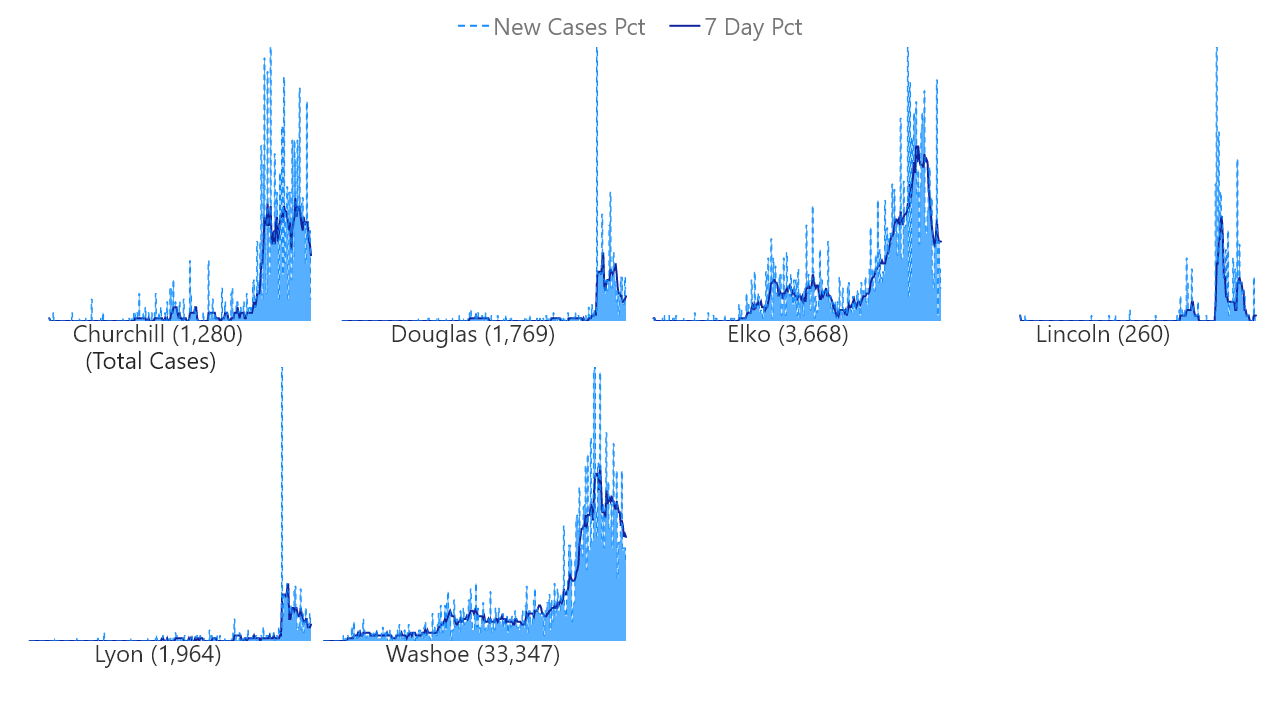 New Cases Pct 7 Day Pct
Churchill (1,280) Douglas (1,769) Elko (3,668) Lincoln (260)
(Total Cases)
Lyon (1,964) Washoe (33,347)